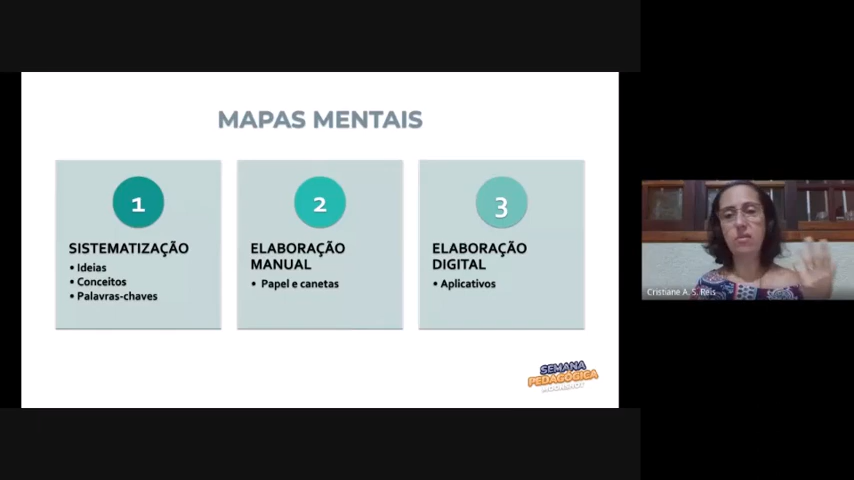 MAPAS MENTAIS
1
SISTEMATIZAÇÃO
• Ideias
• Conceitos
• Palavras-chaves
2
ELABORAÇÃO
MANUAL
• Papel e canetas
3
ELABORAÇÃO
DIGITAL
• Aplicativos
SEMANA
PEDAGÓGICA
Cristiane A. S. Reis